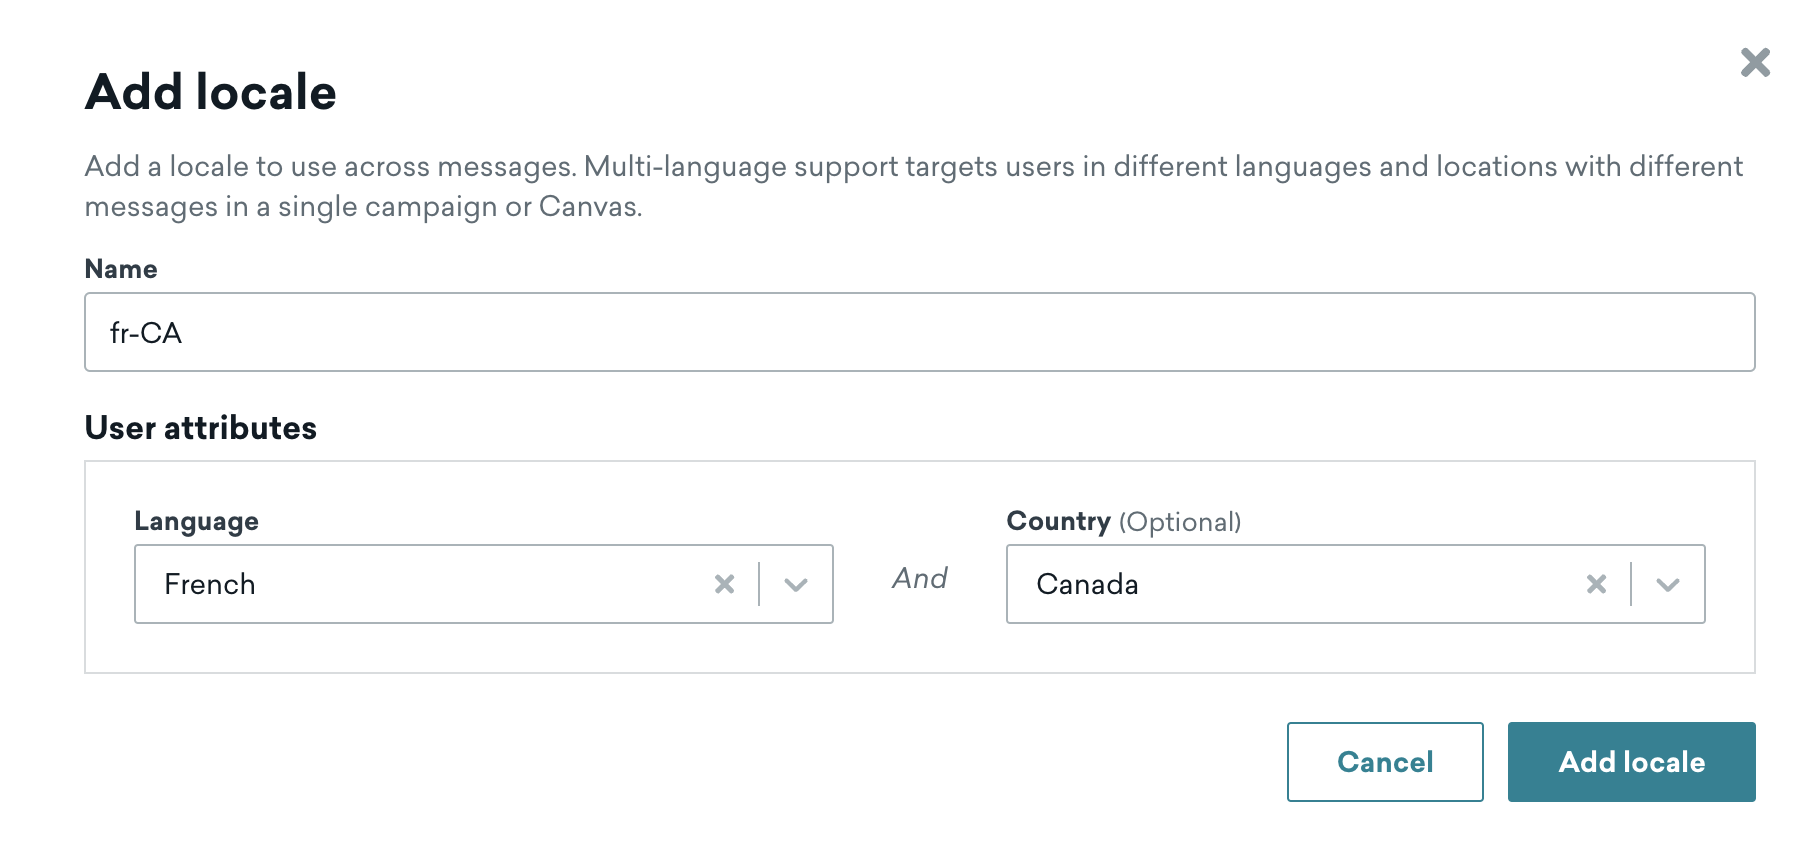 Add locale
Add a locale to use across messages. Multi-language support targets users in different languages and locations with different
messages in a single campaign or Canvas.
Name
fr-CA
User attributes
Language
Country (Optional)
French
And
Canada
Cancel
Add locale